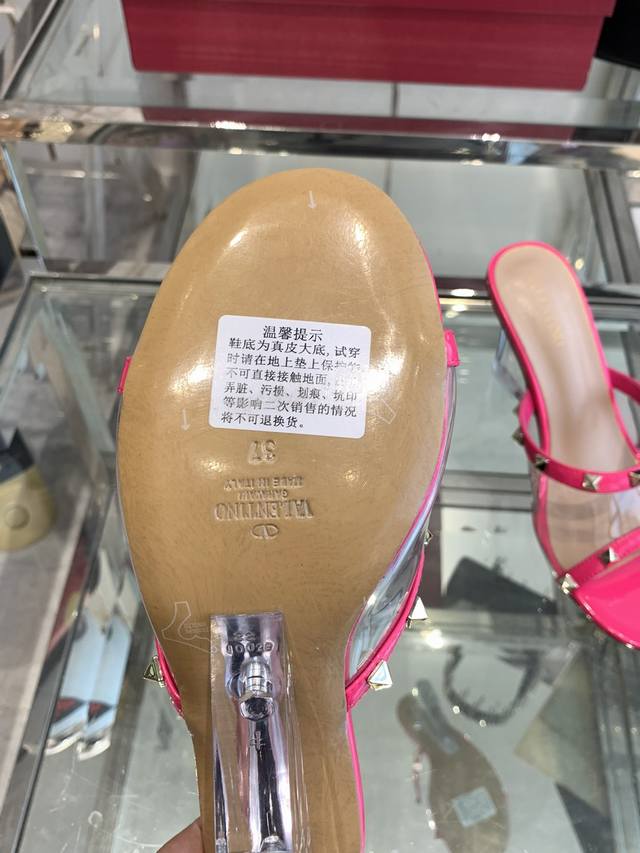 温馨提示
鞋底为真皮大底,试穿
时请在地上垫上保护
不可直接接触地面,
弄脏、污损、划痕、坑印
等影响二次销售的情况
将不可退换货。
37
MADE IN ITALY
GARAVANI
VALENTINO